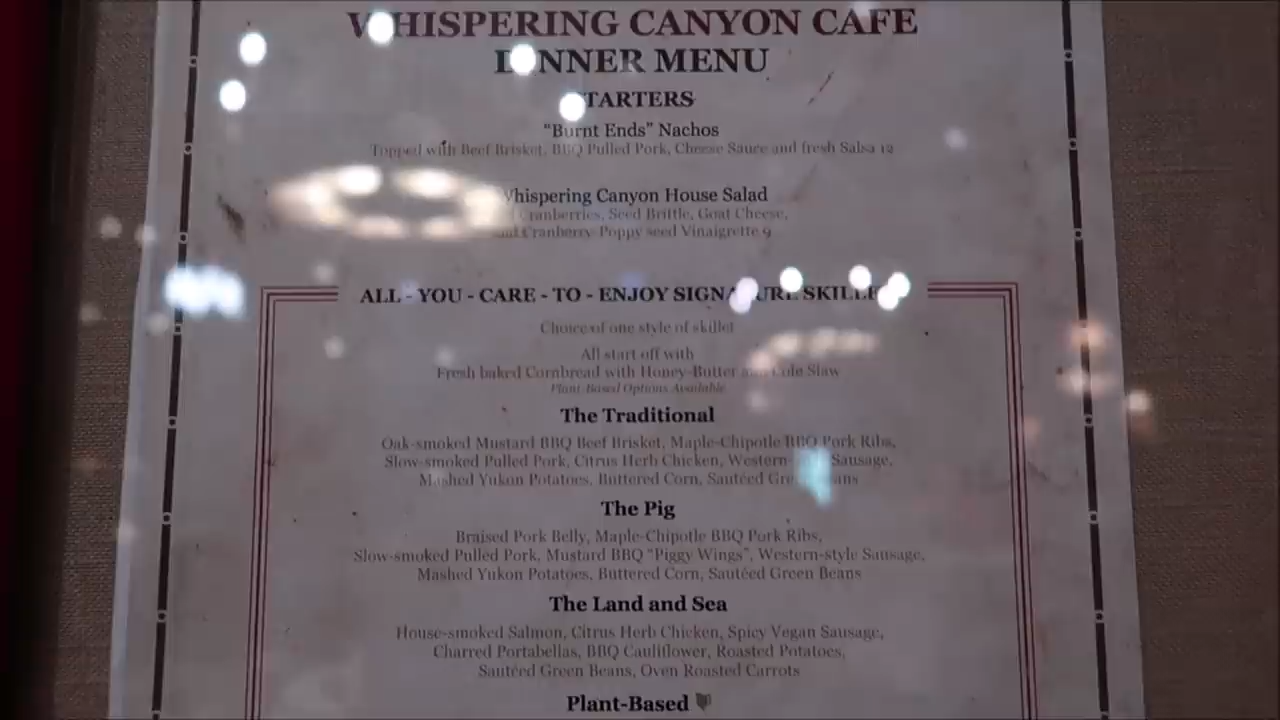 WHISPERING CANYON CAFE
DINNER MENU
STARTERS
"Burnt Ends" Nachos
Topped with Beef Brisket, BBQ Pulled Pork, Cheese Sauce and fresh Salsa 12
Whispering Canyon House Salad
Cranberries, Seed Brittle, Goat Cheese,
and Cranberry-Poppy seed Vinaigrette 9
ALL - YOU - CARE - TO - ENJOY SIGNATURE SKILLET
Choice of one style of skillet
All start off with
Fresh baked Cornbread with Honey-Butter and Cole Slaw
Plant-Based Options Available
The Traditional
Oak-smoked Mustard BBQ Beef Brisket, Maple-Chipotle BBQ Pork Ribs,
Slow-smoked Pulled Pork, Citrus Herb Chicken, Western-style Sausage,
Mashed Yukon Potatoes, Buttered Corn, Sautéed Green Beans
The Pig
Braised Pork Belly, Maple-Chipotle BBQ Pork Ribs,
Slow-smoked Pulled Pork, Mustard BBQ "Piggy Wings", Western-style Sausage,
Mashed Yukon Potatoes, Buttered Corn, Sautéed Green Beans
The Land and Sea
House-smoked Salmon, Citrus Herb Chicken, Spicy Vegan Sausage,
Charred Portabellas, BBQ Cauliflower, Roasted Potatoes,
Sautéed Green Beans, Oven Roasted Carrots
Plant-Based